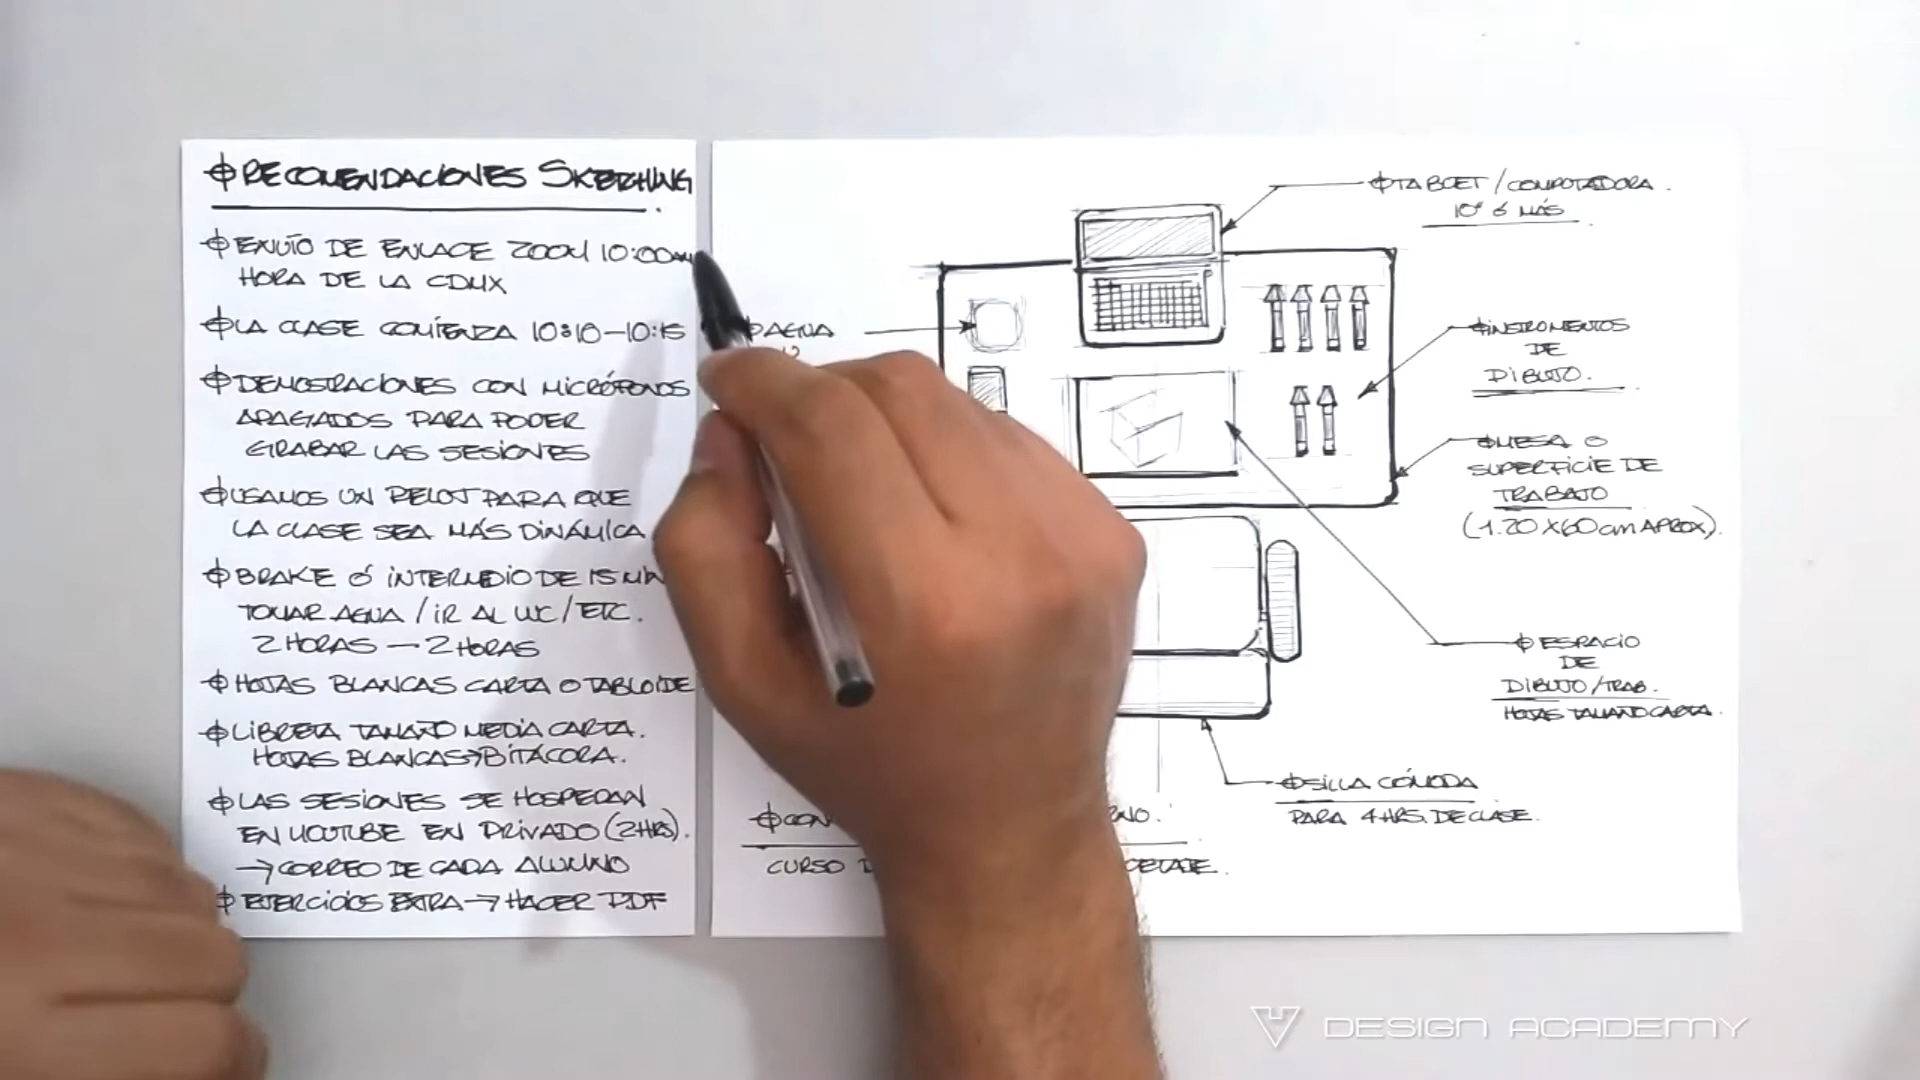 RECOMENDACIONES SKETCHING
ENVÍO DE ENLACE ZOOM 10:00AM
HORA DE LA CDMX
LA CLASE COMIENZA 10:10-10:15
DEMOSTRACIONES CON MICRÓFONOS
APAGADOS PARA PODER
GRABAR LAS SESIONES
USAMOS UN PELOT PARA QUE
LA CLASE SEA MÁS DINÁMICA
BRAKE Ó INTERMEDIO DE 15 MIN
TOMAR AGUA / IR AL WC / ETC.
2 HORAS — 2 HORAS
HOJAS BLANCAS CARTA O TABLOIDE
LIBRETA TAMAÑO MEDIA CARTA.
HOJAS BLANCAS→BITÁCORA.
LAS SESIONES SE HOSPEDAN
EN YOUTUBE EN PRIVADO (2HRS).
→CORREO DE CADA ALUMNO
EJERCICIOS EXTRA → HACER PDF
TABLET / COMPUTADORA.
10" Ó MÁS
AGUA
INSTRUMENTOS
DE
DIBUJO.
MESA O
SUPERFICIE DE
TRABAJO
(1.20 X 60 cm APROX).
ESPACIO
DE
DIBUJO / TRAB.
HOJAS TAMAÑO CARTA.
SILLA CÓMODA
PARA 4 HRS. DE CLASE.
CURSO
DESIGN ACADEMY